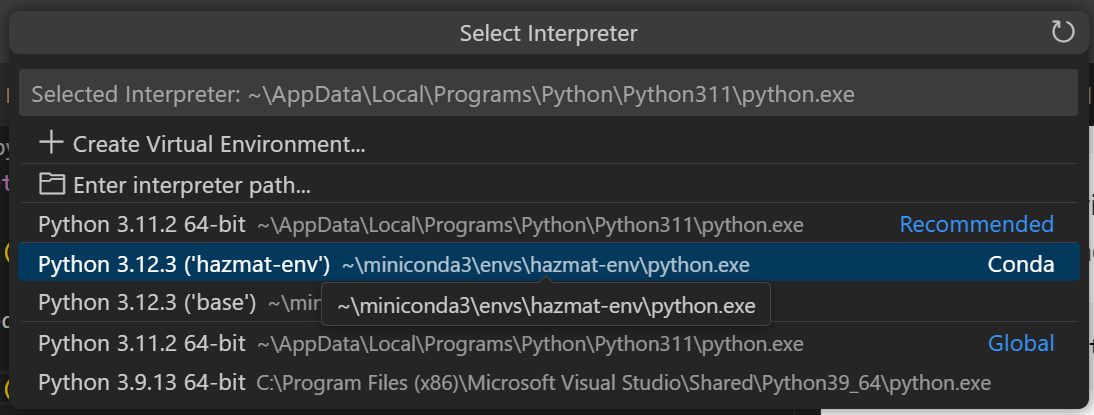 Select Interpreter
Selected Interpreter: ~\AppData\Local\Programs\Python\Python311\python.exe
Create Virtual Environment...
Enter interpreter path...
Python 3.11.2 64-bit ~\AppData\Local\Programs\Python\Python311\python.exe Recommended
Python 3.12.3 ('hazmat-env') ~\miniconda3\envs\hazmat-env\python.exe Conda
Python 3.12.3 ('base') ~\min
~\miniconda3\envs\hazmat-env\python.exe
Python 3.11.2 64-bit ~\AppData\Local\Programs\Python\Python311\python.exe Global
Python 3.9.13 64-bit C:\Program Files (x86)\Microsoft Visual Studio\Shared\Python39_64\python.exe